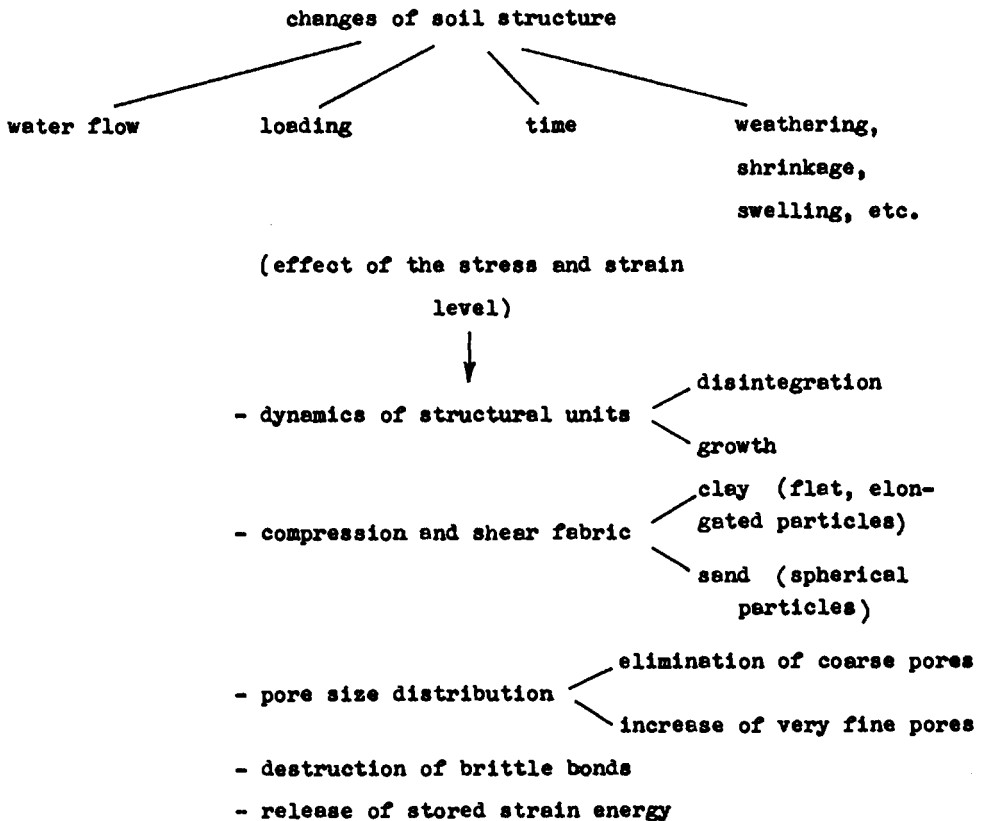 changes of soil structure
water flow loading time weathering,
shrinkage,
swelling, etc.
(effect of the stress and strain
level)
disintegration
- dynamics of structural units
growth
clay (flat, elon-
gated particles)
- compression and shear fabric
sand (spherical
particles)
elimination of coarse pores
- pore size distribution
increase of very fine pores
- destruction of brittle bonds
- release of stored strain energy